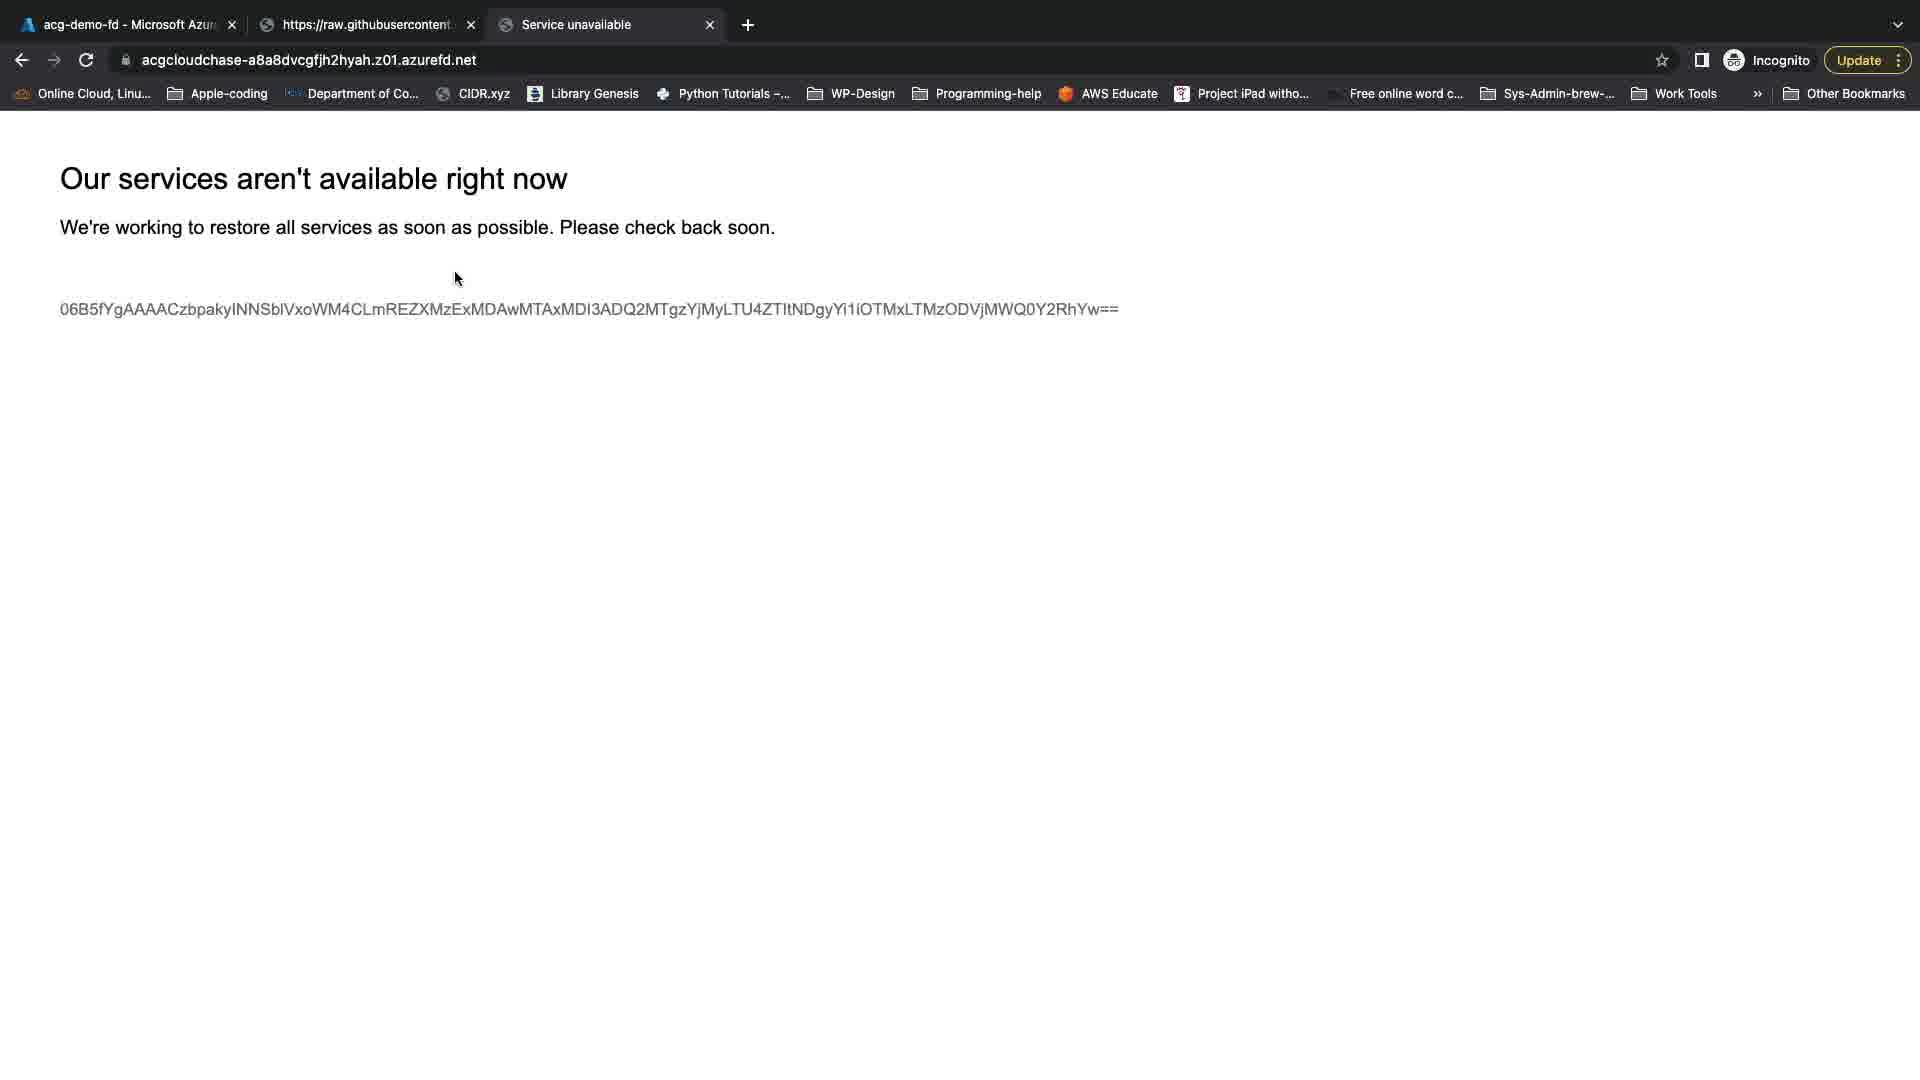 acg-demo-fd - Microsoft Azur
https://raw.githubusercontent.
Service unavailable
acgcloudchase-a8a8dvcgfjh2hyah.z01.azurefd.net
Incognito
Update
Online Cloud, Linu...
Apple-coding
Department of Co...
CIDR.xyz
Library Genesis
Python Tutorials –...
WP-Design
Programming-help
AWS Educate
Project iPad witho...
Free online word c...
Sys-Admin-brew-...
Work Tools
»
Other Bookmarks
Our services aren't available right now
We're working to restore all services as soon as possible. Please check back soon.